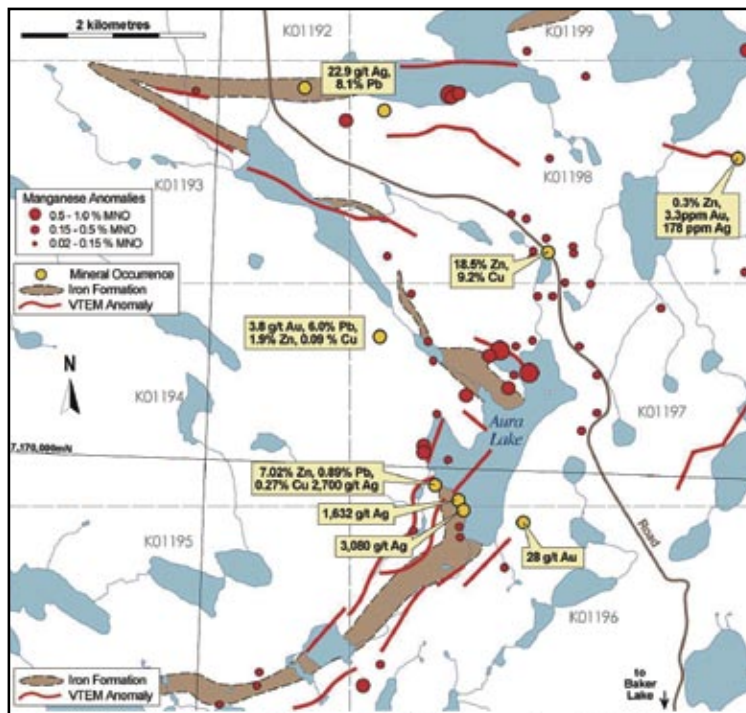 2 kilometres
K01192
K01199
22.9 g/t Ag,
8.1% Pb
K01193
K01198
Manganese Anomalies
0.5 - 1.0 % MNO
0.15 - 0.5 % MNO
0.02 - 0.15 % MNO
0.3% Zn,
3.3ppm Au,
178 ppm Ag
Mineral Occurrence
Iron Formation
VTEM Anomaly
18.5% Zn,
9.2% Cu
3.8 g/t Au, 6.0% Pb,
1.9% Zn, 0.09 % Cu
N
K01194
K01197
Aura
Lake
7,170,000mN
7.02% Zn, 0.89% Pb,
0.27% Cu 2,700 g/t Ag
1,632 g/t Ag
3,080 g/t Ag
28 g/t Au
Road
K01195
K01196
Iron Formation
VTEM Anomaly
to
Baker
Lake